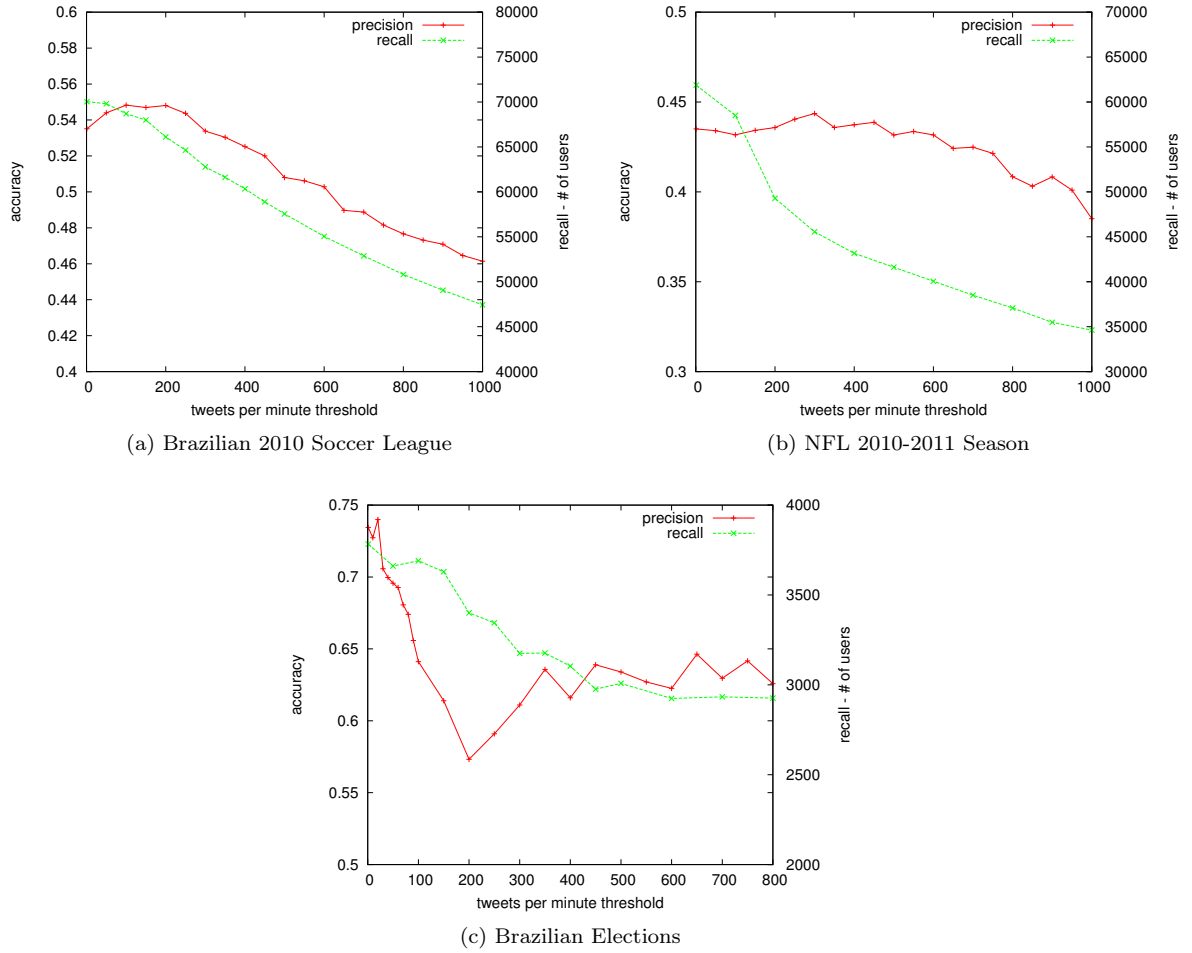 0.6
0.58
0.56
0.54
0.52
0.5
0.48
0.46
0.44
0.42
0.4
accuracy
0 200 400 600 800 1000
tweets per minute threshold
80000
75000
70000
65000
60000
55000
50000
45000
40000
recall - # of users
precision
recall
(a) Brazilian 2010 Soccer League
0.5
0.45
0.4
0.35
0.3
accuracy
0 200 400 600 800 1000
tweets per minute threshold
70000
65000
60000
55000
50000
45000
40000
35000
30000
recall - # of users
precision
recall
(b) NFL 2010-2011 Season
0.75
0.7
0.65
0.6
0.55
0.5
accuracy
0 100 200 300 400 500 600 700 800
tweets per minute threshold
4000
3500
3000
2500
2000
recall - # of users
precision
recall
(c) Brazilian Elections